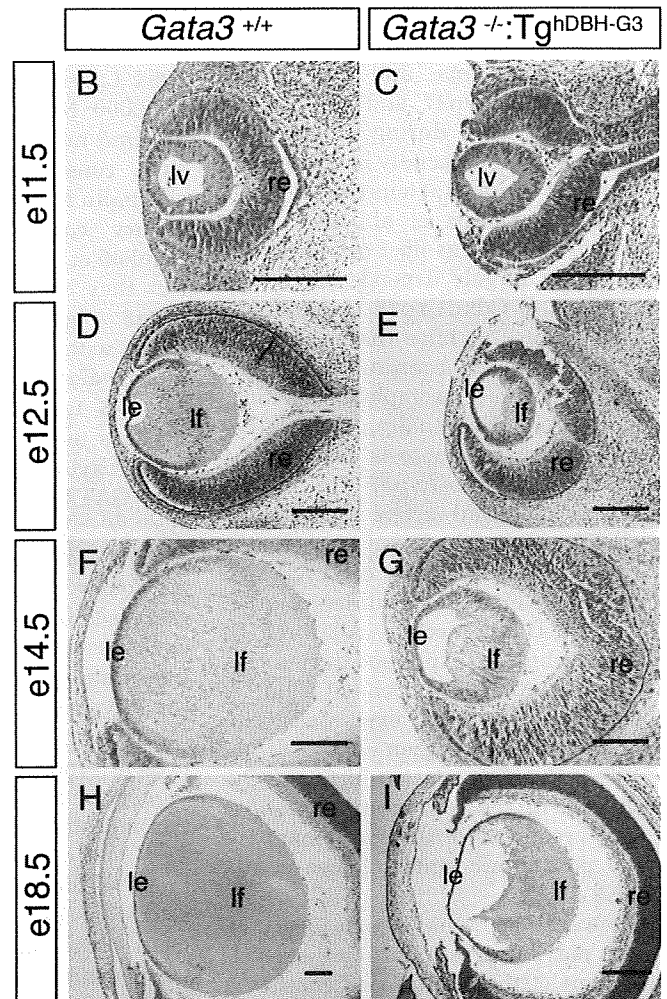 Gata3 +/+
Gata3 -/-:Tg hDBH-G3
e11.5
B
lv
re
C
lv
re
e12.5
D
le
lf
re
E
le
lf
re
e14.5
F
le
lf
re
G
le
lf
re
e18.5
H
le
lf
re
I
le
lf
re